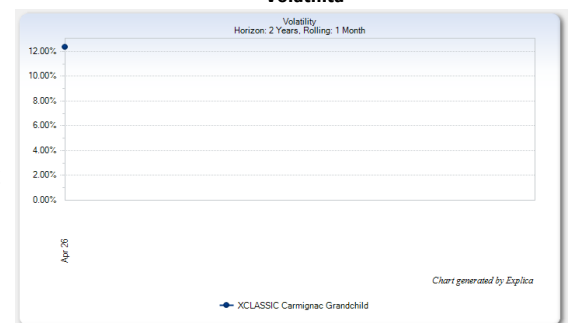 Volatilità
Volatility
Horizon: 2 Years, Rolling: 1 Month
12.00%
10.00%
8.00%
6.00%
4.00%
2.00%
0.00%
Apr 26
Chart generated by Explica
XCLASSIC Carmignac Grandchild